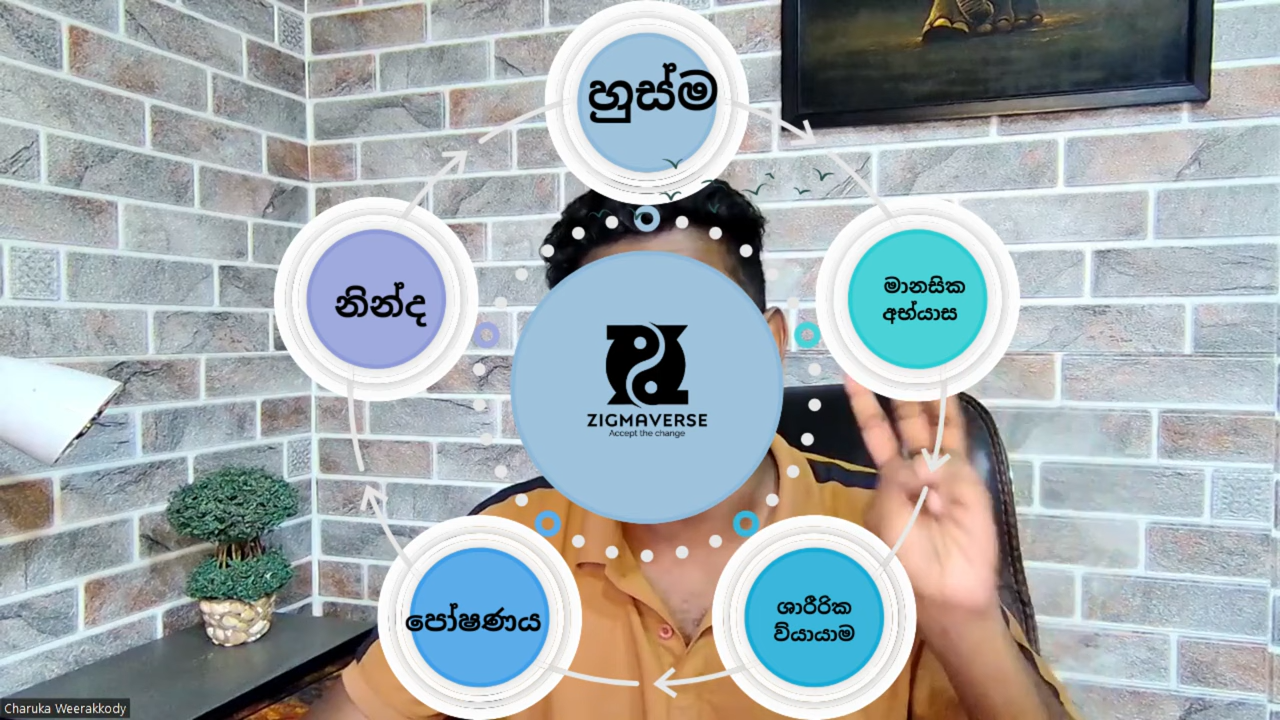 හුස්ම
නින්ද
මානසික
අභ්යාස
ZIGMAVERSE
Accept the change
පෝෂණය
ශාරීරික
ව්යායාම
Charuka Weerakkody